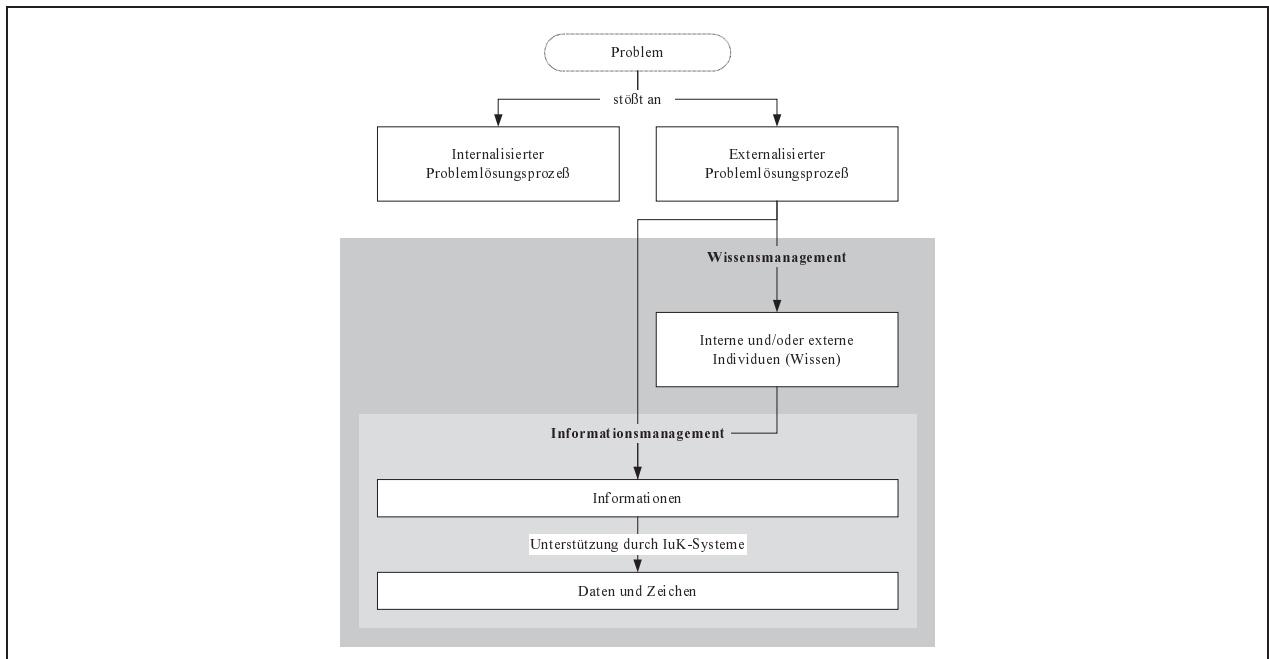 Problem
stößt an
Internalisierter
Problemlösungsprozeß
Externalisierter
Problemlösungsprozeß
Wissensmanagement
Interne und/oder externe
Individuen (Wissen)
Informationsmanagement
Informationen
Unterstützung durch IuK-Systeme
Daten und Zeichen